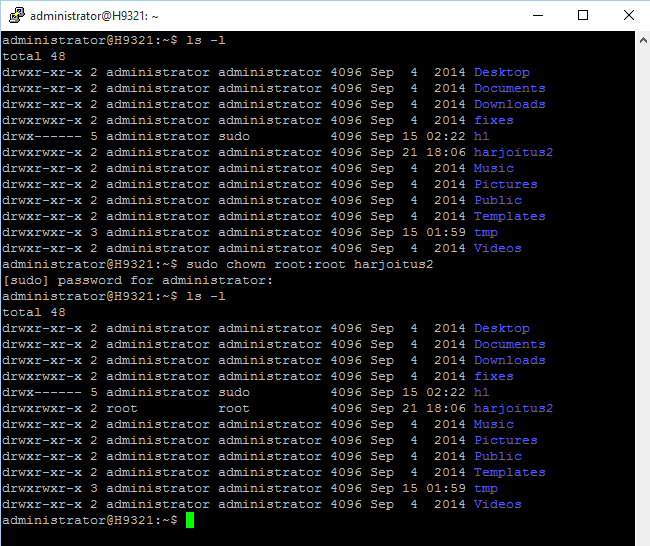 administrator@H9321: ~
administrator@H9321:~$ ls -l
total 48
drwxr-xr-x 2 administrator administrator 4096 Sep  4  2014 Desktop
drwxr-xr-x 2 administrator administrator 4096 Sep  4  2014 Documents
drwxr-xr-x 2 administrator administrator 4096 Sep  4  2014 Downloads
drwxrwxr-x 2 administrator administrator 4096 Sep  4  2014 fixes
drwx------ 5 administrator sudo          4096 Sep 15 02:22 h1
drwxrwxr-x 2 administrator administrator 4096 Sep 21 18:06 harjoitus2
drwxr-xr-x 2 administrator administrator 4096 Sep  4  2014 Music
drwxr-xr-x 2 administrator administrator 4096 Sep  4  2014 Pictures
drwxr-xr-x 2 administrator administrator 4096 Sep  4  2014 Public
drwxr-xr-x 2 administrator administrator 4096 Sep  4  2014 Templates
drwxrwxr-x 3 administrator administrator 4096 Sep 15 01:59 tmp
drwxr-xr-x 2 administrator administrator 4096 Sep  4  2014 Videos
administrator@H9321:~$ sudo chown root:root harjoitus2
[sudo] password for administrator:
administrator@H9321:~$ ls -l
total 48
drwxr-xr-x 2 administrator administrator 4096 Sep  4  2014 Desktop
drwxr-xr-x 2 administrator administrator 4096 Sep  4  2014 Documents
drwxr-xr-x 2 administrator administrator 4096 Sep  4  2014 Downloads
drwxrwxr-x 2 administrator administrator 4096 Sep  4  2014 fixes
drwx------ 5 administrator sudo          4096 Sep 15 02:22 h1
drwxrwxr-x 2 root          root          4096 Sep 21 18:06 harjoitus2
drwxr-xr-x 2 administrator administrator 4096 Sep  4  2014 Music
drwxr-xr-x 2 administrator administrator 4096 Sep  4  2014 Pictures
drwxr-xr-x 2 administrator administrator 4096 Sep  4  2014 Public
drwxr-xr-x 2 administrator administrator 4096 Sep  4  2014 Templates
drwxrwxr-x 3 administrator administrator 4096 Sep 15 01:59 tmp
drwxr-xr-x 2 administrator administrator 4096 Sep  4  2014 Videos
administrator@H9321:~$